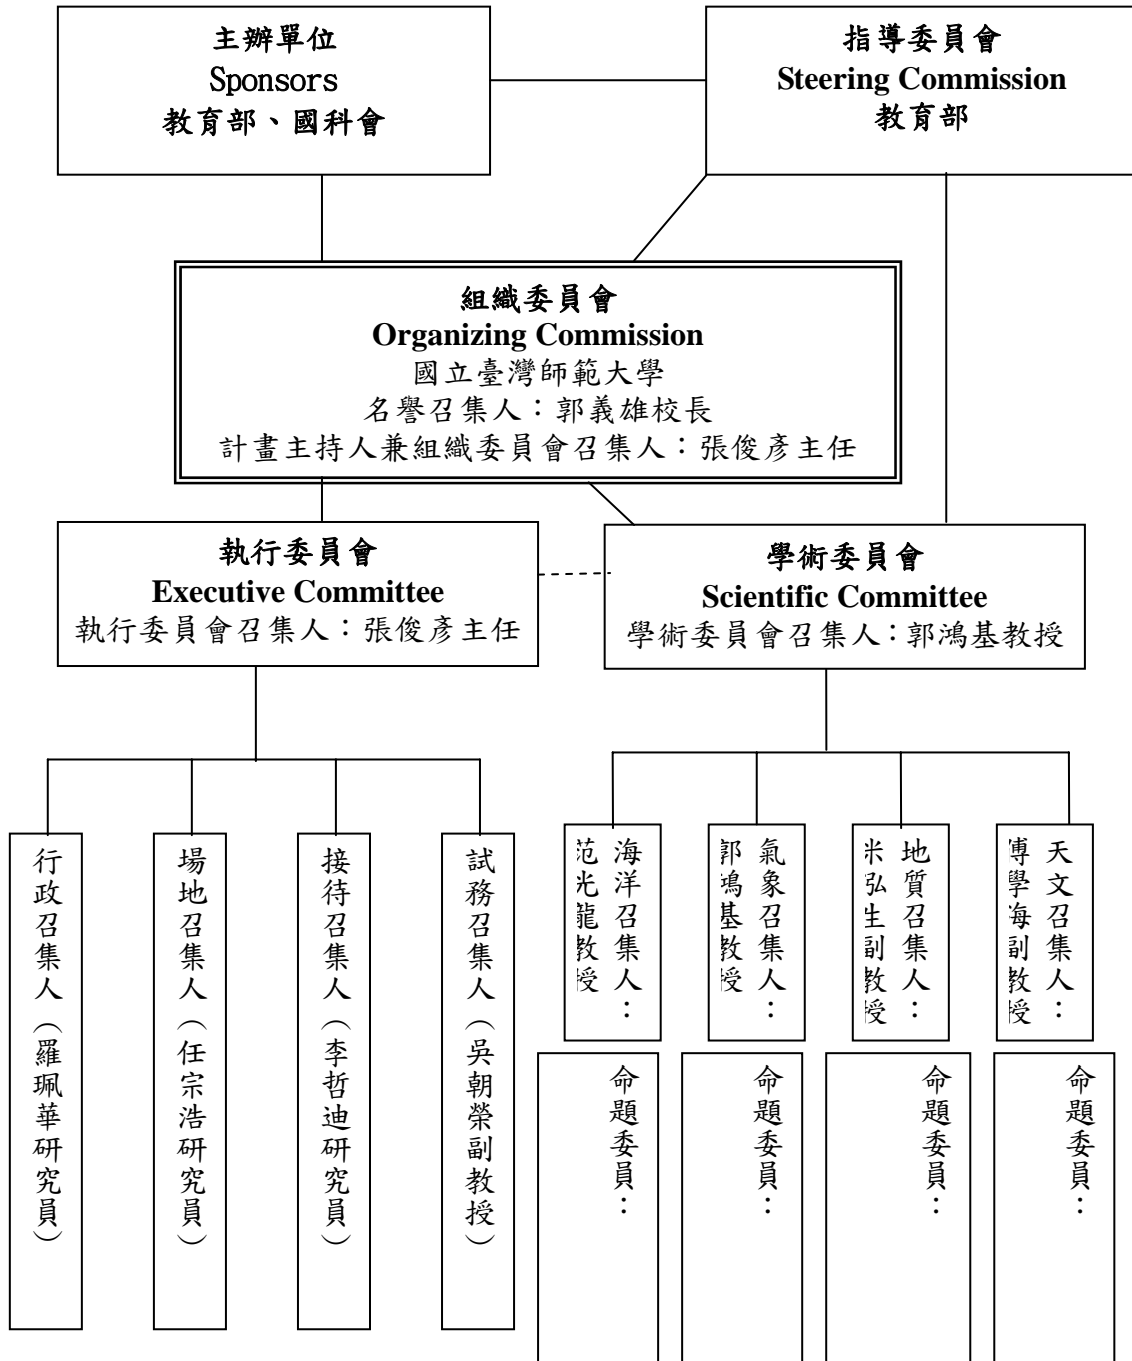 主辦單位
Sponsors
教育部、國科會
指導委員會
Steering Commission
教育部
組織委員會
Organizing Commission
國立臺灣師範大學
名譽召集人：郭義雄校長
計畫主持人兼組織委員會召集人：張俊彥主任
執行委員會
Executive Committee
執行委員會召集人：張俊彥主任
學術委員會
Scientific Committee
學術委員會召集人：郭鴻基教授
行政召集人（羅珮華研究員）
場地召集人（任宗浩研究員）
接待召集人（李哲迪研究員）
試務召集人（吳朝榮副教授）
海洋召集人：
范光龍教授
氣象召集人：
郭鴻基教授
地質召集人：
米泓生副教授
天文召集人：
傅學海副教授
命題委員：
命題委員：
命題委員：
命題委員：